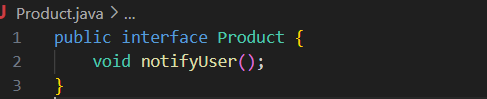 Product.java > ...
1 public interface Product {
2 void notifyUser();
3 }